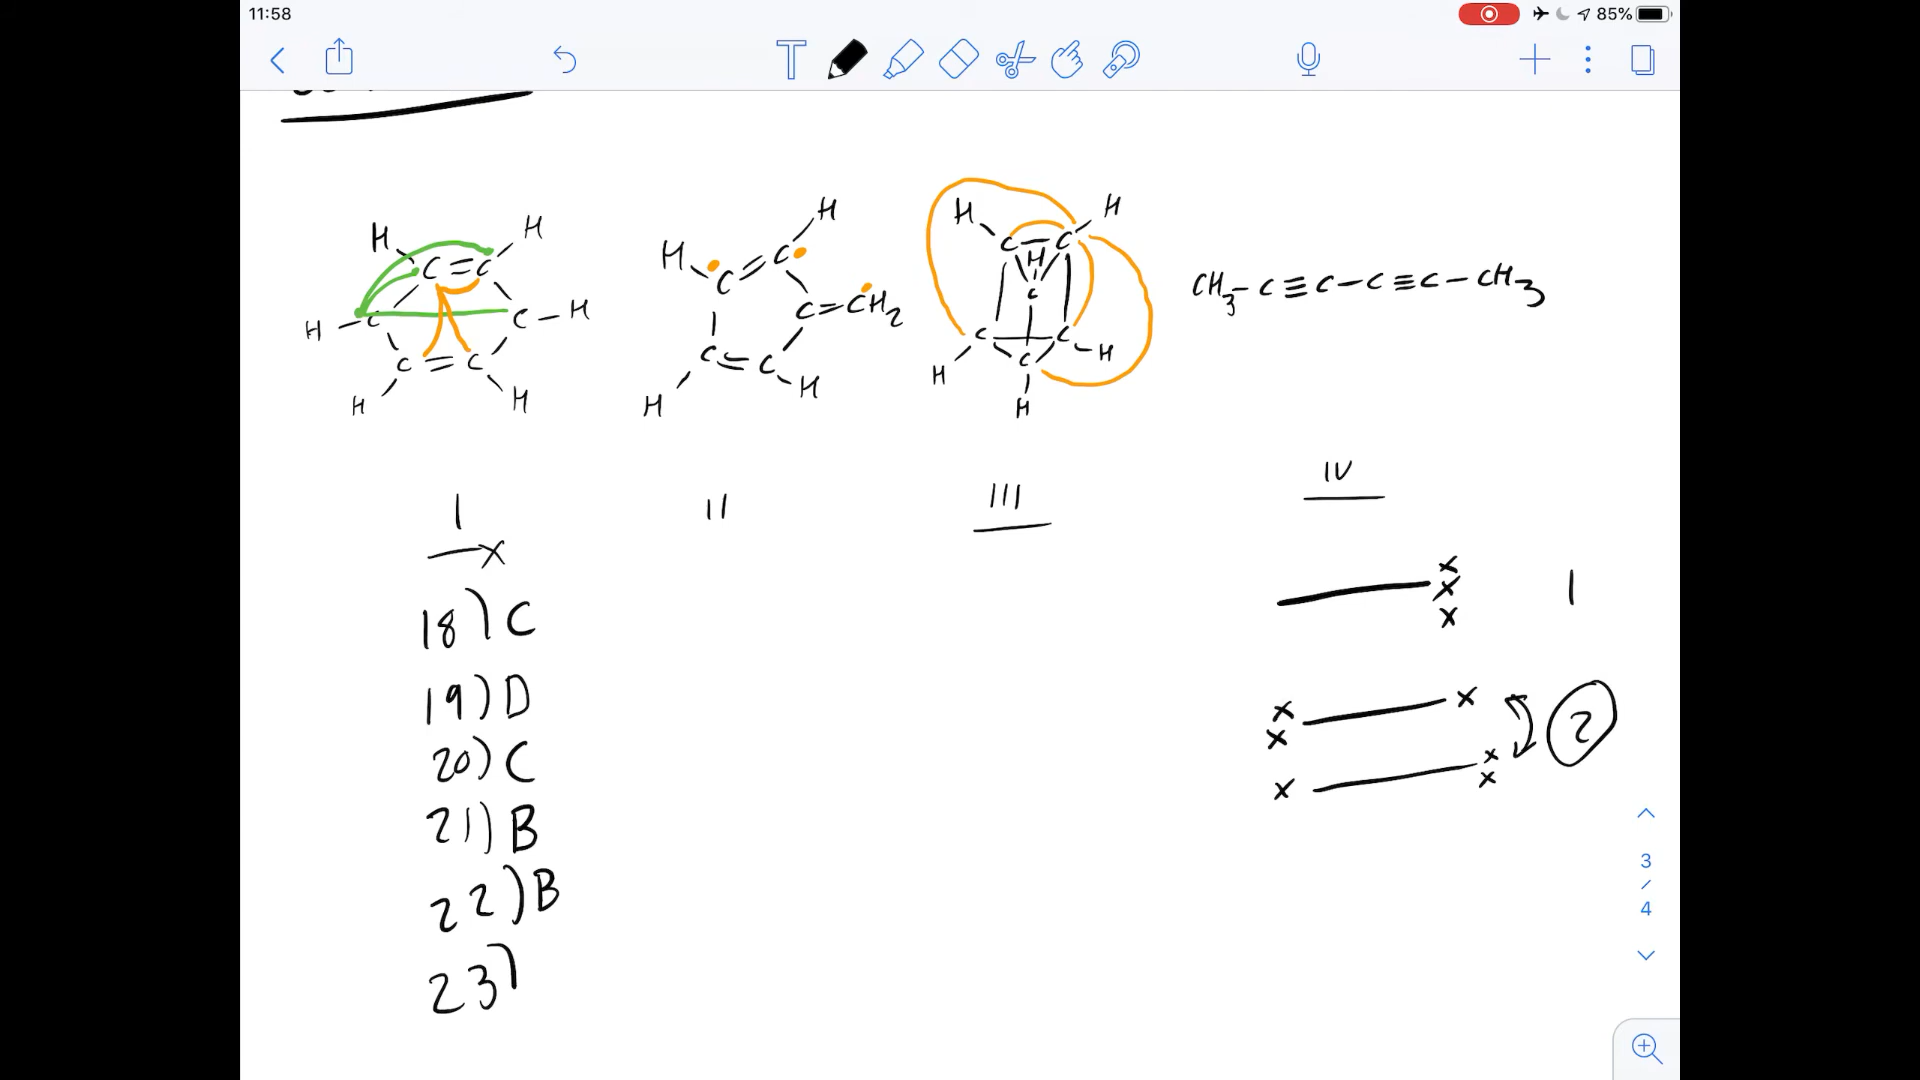 11:58
85%
T
H H
C=C
H-C C-H
C=C
H H
H H
C=C
C=CH2
C=C
H H
H H
C-C
H
C
C C
C
H H
H
CH3-C≡C-C≡C-CH3
I II III IV
x
x
x
x
1
18) C
19) D
x
x
x
2
20) C
x
x
x
21) B
22) B
23)
3
/
4